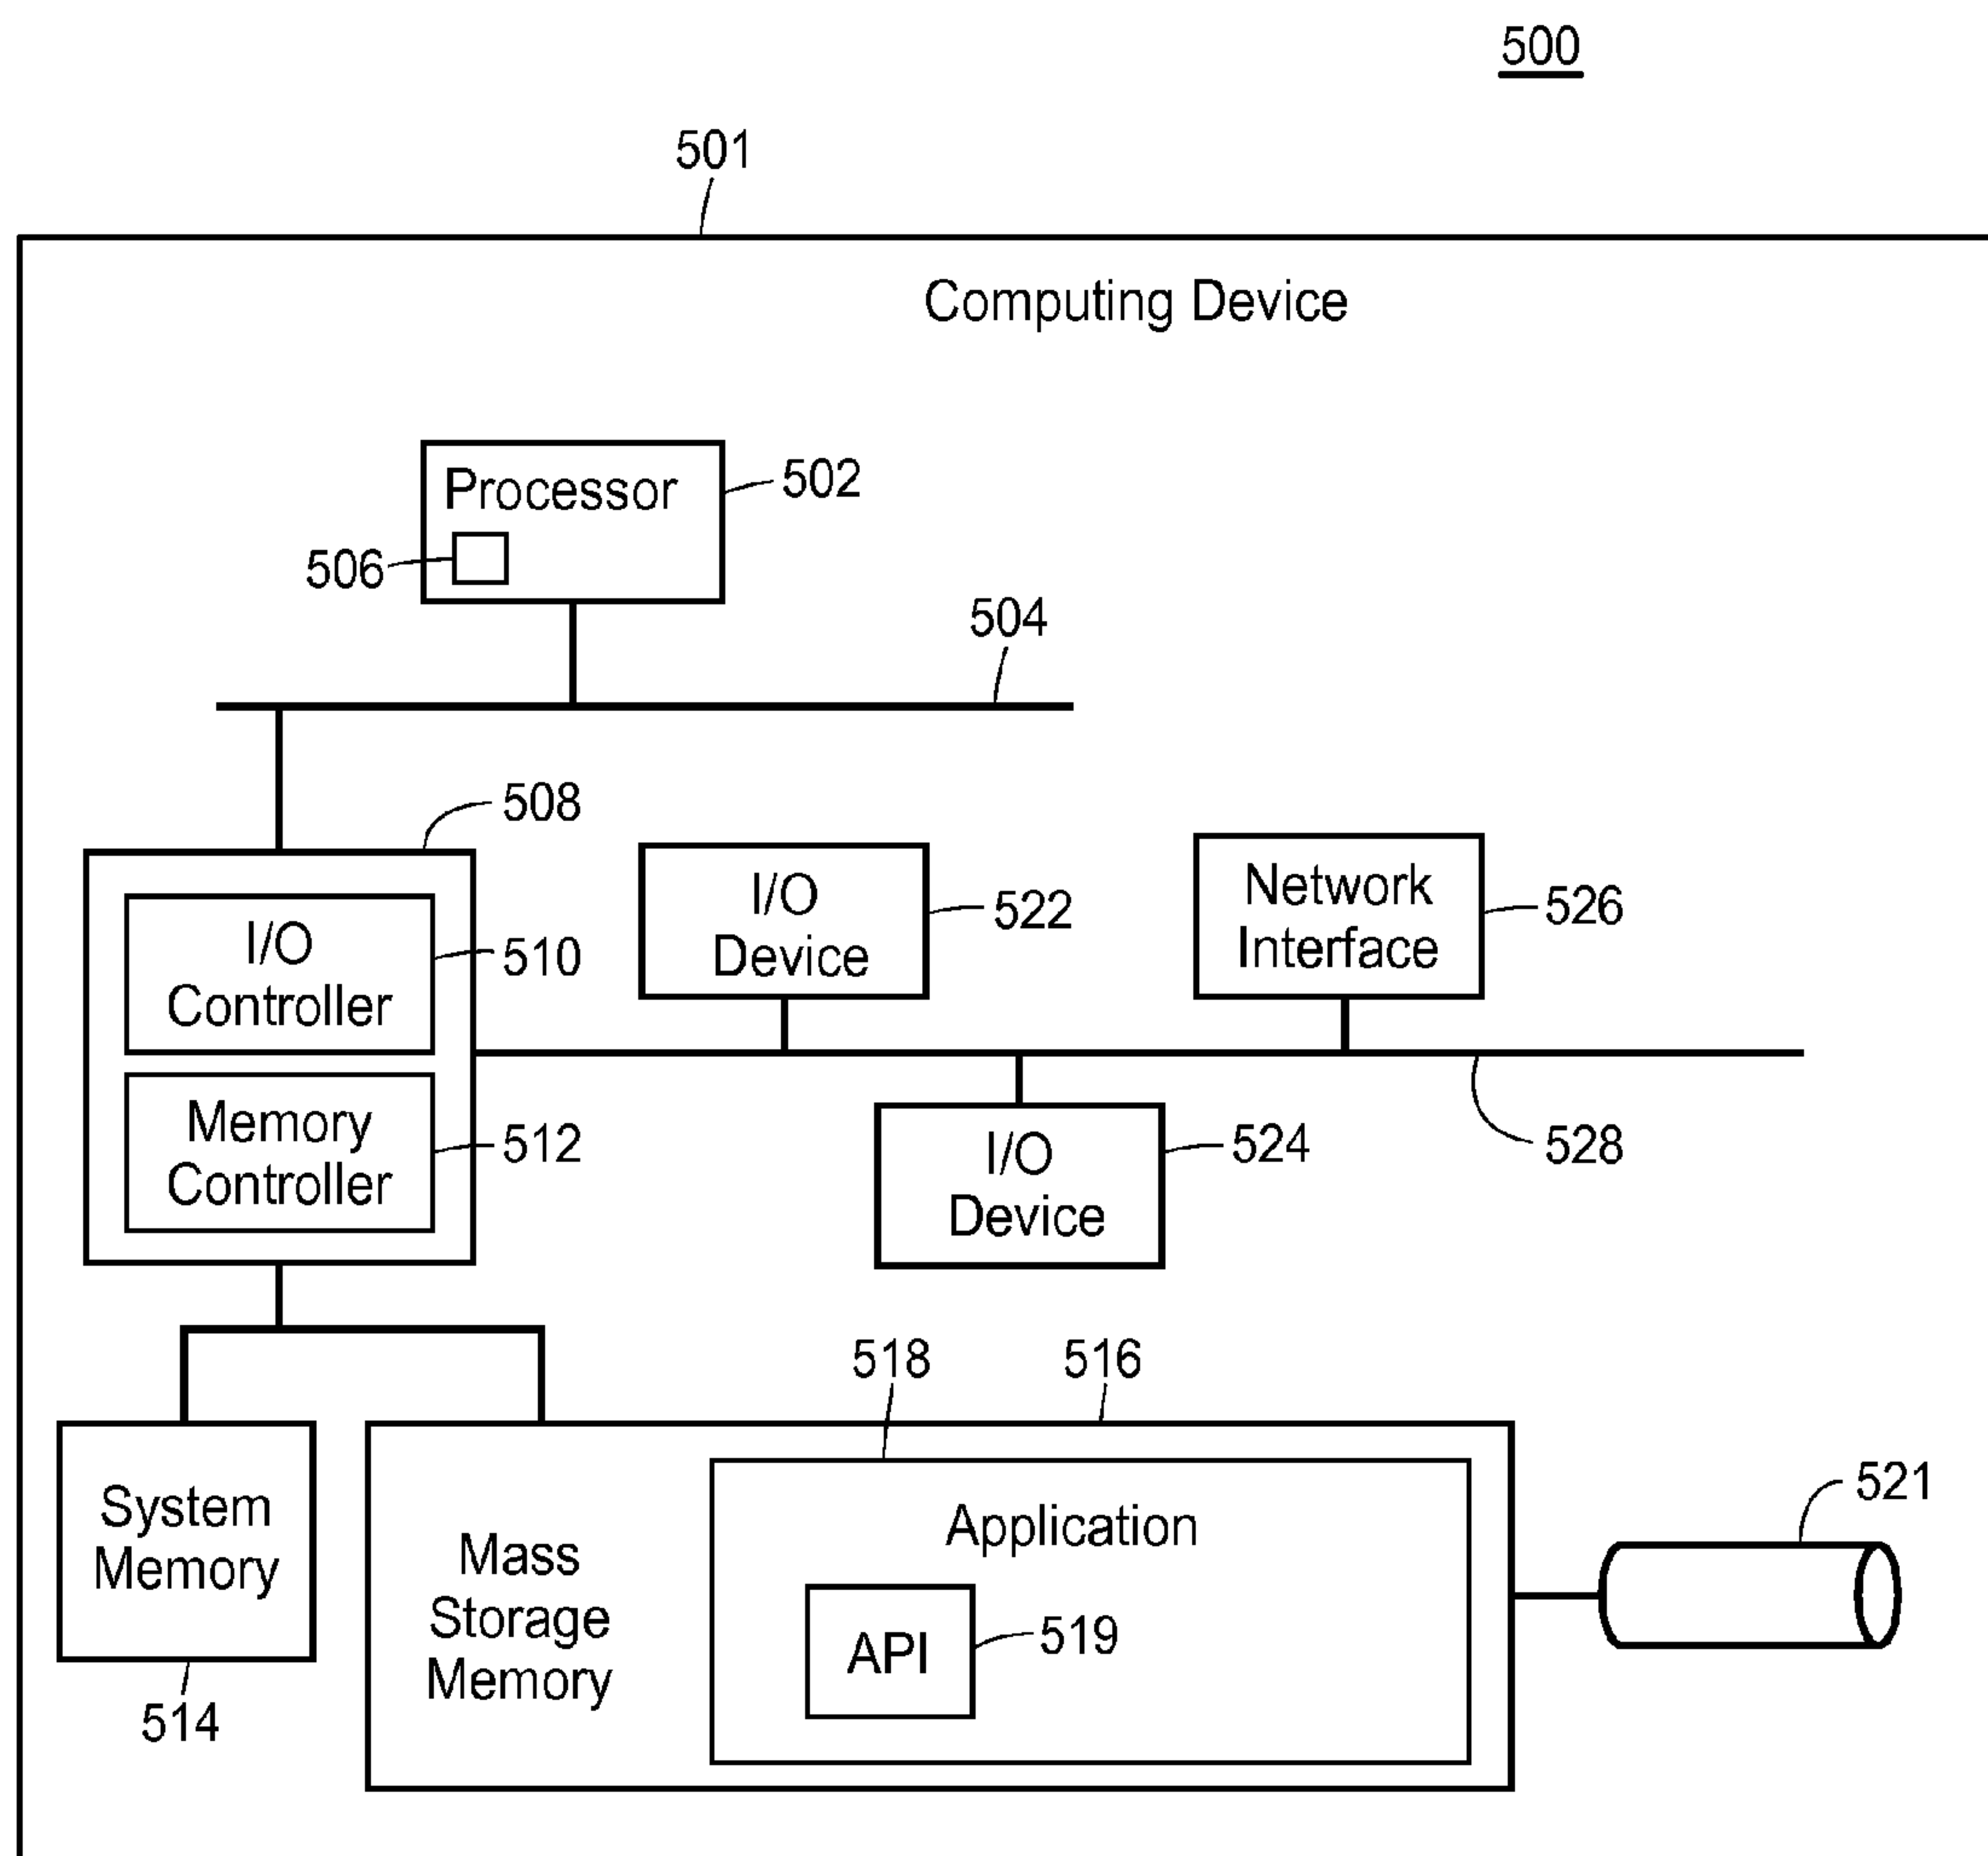 500
501
Computing Device
Processor
502
506
504
508
I/O
Controller
510
I/O
Device
522
Network
Interface
526
Memory
Controller
512
I/O
Device
524
528
518
516
System
Memory
514
Mass
Storage
Memory
Application
API
519
521